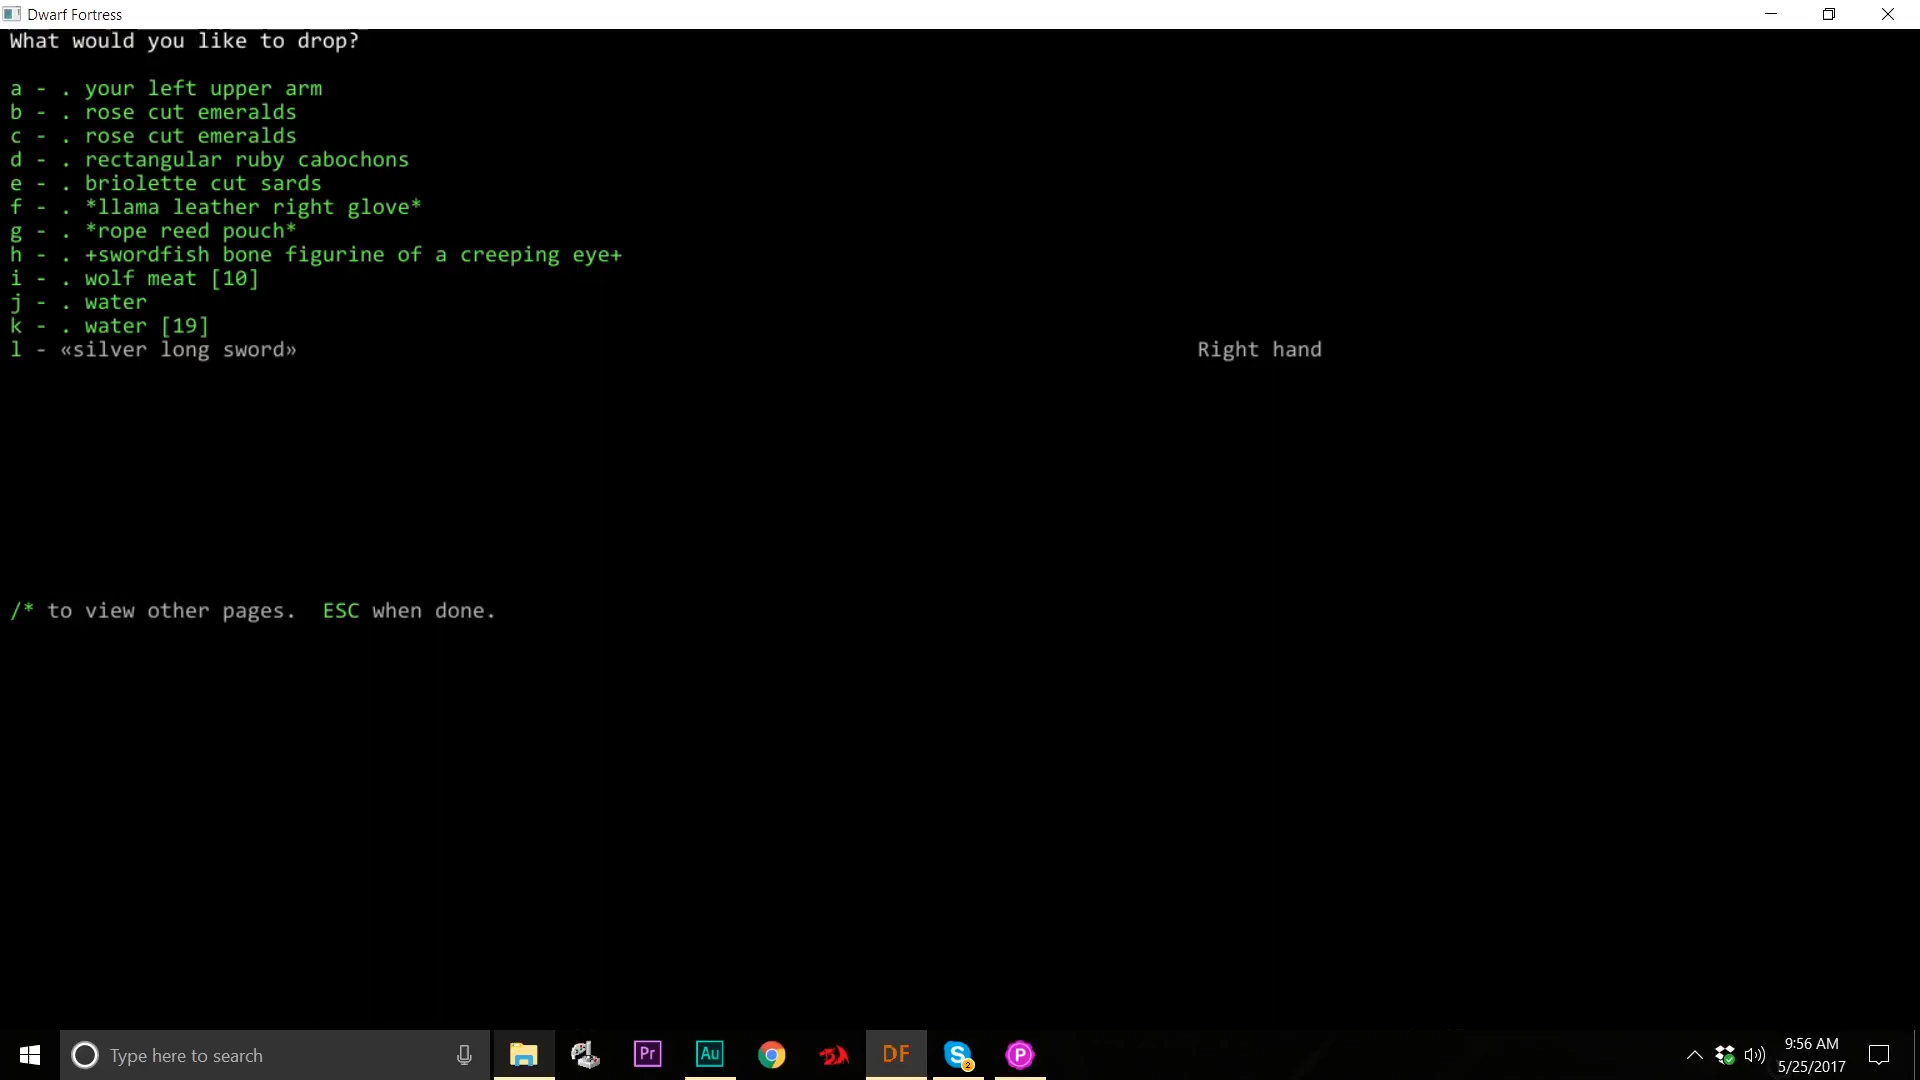 Dwarf Fortress
What would you like to drop?
a - . your left upper arm
b - . rose cut emeralds
c - . rose cut emeralds
d - . rectangular ruby cabochons
e - . briolette cut sards
f - . *llama leather right glove*
g - . *rope reed pouch*
h - . +swordfish bone figurine of a creeping eye+
i - . wolf meat [10]
j - . water
k - . water [19]
l - «silver long sword» Right hand
/* to view other pages.  ESC when done.
Type here to search
Pr
Au
DF
S
2
P
9:56 AM
5/25/2017